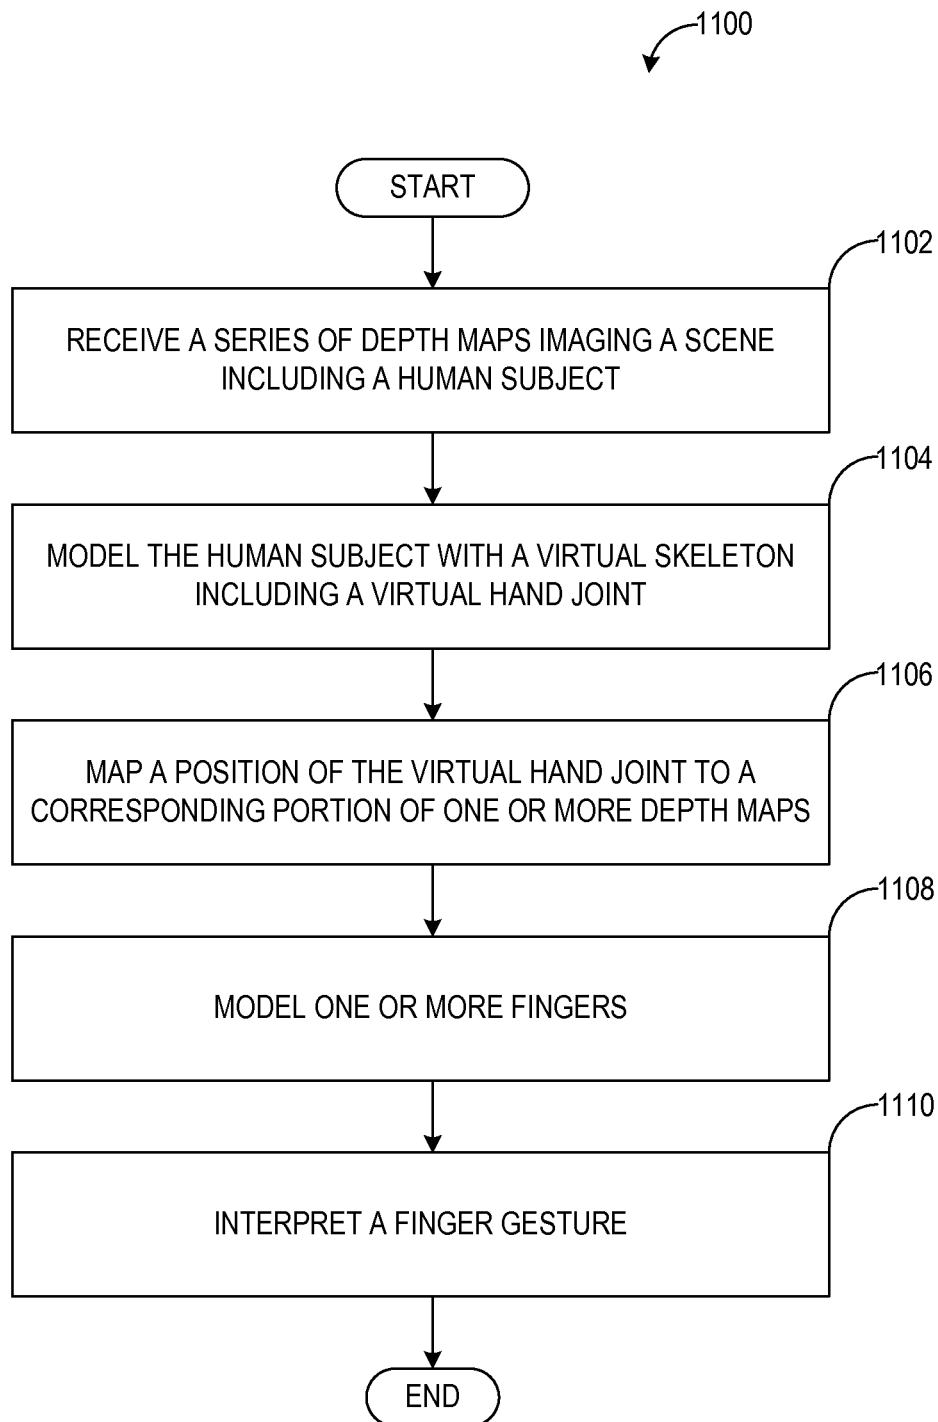 1100
START
1102
RECEIVE A SERIES OF DEPTH MAPS IMAGING A SCENE
INCLUDING A HUMAN SUBJECT
1104
MODEL THE HUMAN SUBJECT WITH A VIRTUAL SKELETON
INCLUDING A VIRTUAL HAND JOINT
1106
MAP A POSITION OF THE VIRTUAL HAND JOINT TO A
CORRESPONDING PORTION OF ONE OR MORE DEPTH MAPS
1108
MODEL ONE OR MORE FINGERS
1110
INTERPRET A FINGER GESTURE
END